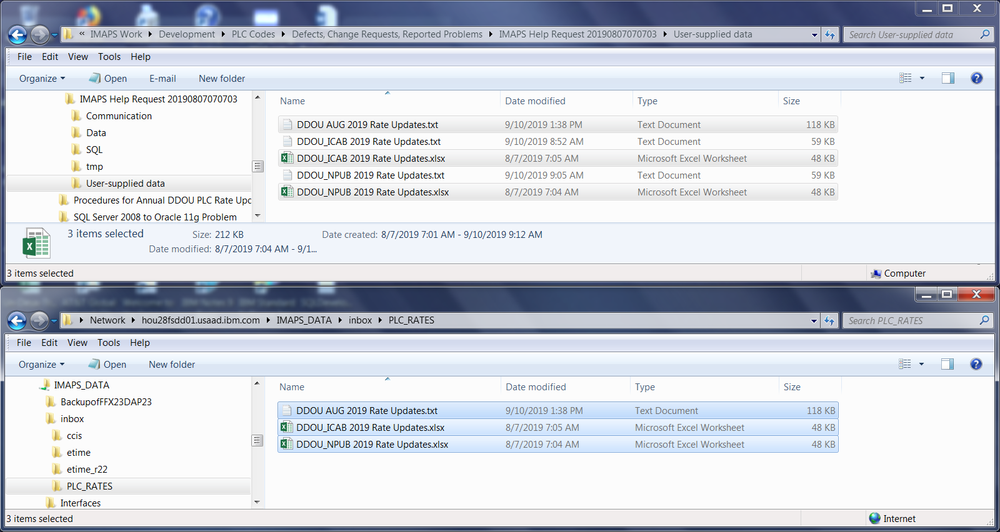 « IMAPS Work Development PLC Codes Defects, Change Requests, Reported Problems IMAPS Help Request 20190807070703 User-supplied data Search User-supplied data
File Edit View Tools Help
Organize Open E-mail New folder
IMAPS Help Request 20190807070703
Communication
Data
SQL
tmp
User-supplied data
Procedures for Annual DDOU PLC Rate Upc
SQL Server 2008 to Oracle 11g Problem
Name Date modified Type Size
DDOU AUG 2019 Rate Updates.txt 9/10/2019 1:38 PM Text Document 118 KB
DDOU_ICAB 2019 Rate Updates.txt 9/10/2019 8:52 AM Text Document 59 KB
DDOU_ICAB 2019 Rate Updates.xlsx 8/7/2019 7:05 AM Microsoft Excel Worksheet 48 KB
DDOU_NPUB 2019 Rate Updates.txt 9/10/2019 9:05 AM Text Document 59 KB
DDOU_NPUB 2019 Rate Updates.xlsx 8/7/2019 7:04 AM Microsoft Excel Worksheet 48 KB
3 items selected Size: 212 KB Date created: 8/7/2019 7:01 AM - 9/10/2019 9:12 AM
Date modified: 8/7/2019 7:04 AM - 9/1...
3 items selected Computer
Network hou28fsdd01.usaad.ibm.com IMAPS_DATA inbox PLC_RATES Search PLC_RATES
File Edit View Tools Help
Organize Open New folder
IMAPS_DATA
BackupofFFX23DAP23
inbox
ccis
etime
etime_r22
PLC_RATES
Interfaces
Name Date modified Type Size
DDOU AUG 2019 Rate Updates.txt 9/10/2019 1:38 PM Text Document 118 KB
DDOU_ICAB 2019 Rate Updates.xlsx 8/7/2019 7:05 AM Microsoft Excel Worksheet 48 KB
DDOU_NPUB 2019 Rate Updates.xlsx 8/7/2019 7:04 AM Microsoft Excel Worksheet 48 KB
3 items selected Internet